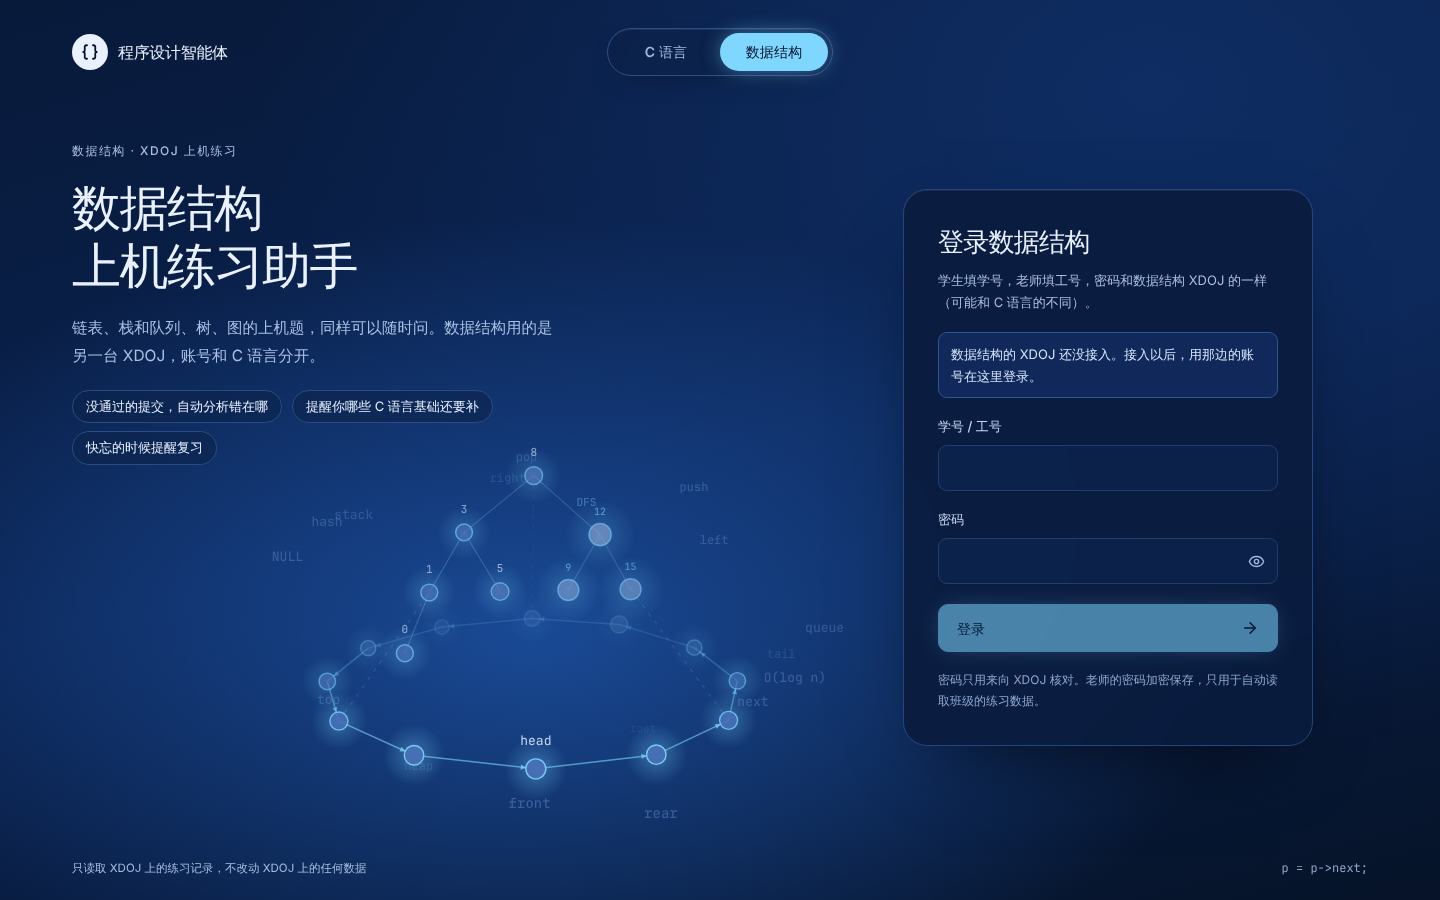 程序设计智能体
C 语言
数据结构
数据结构 · XDOJ 上机练习
数据结构
上机练习助手
链表、栈和队列、树、图的上机题，同样可以随时问。数据结构用的是
另一台 XDOJ，账号和 C 语言分开。
没通过的提交，自动分析错在哪
提醒你哪些 C 语言基础还要补
快忘的时候提醒复习
登录数据结构
学生填学号，老师填工号，密码和数据结构 XDOJ 的一样
（可能和 C 语言的不同）。
数据结构的 XDOJ 还没接入。接入以后，用那边的账
号在这里登录。
学号 / 工号
密码
登录
密码只用来向 XDOJ 核对。老师的密码加密保存，只用于自动读
取班级的练习数据。
8
pop
right
push
DFS
3
12
stack
hash
left
NULL
1
5
9
15
0
queue
tail
O(log n)
top
next
root
head
heap
front
rear
只读取 XDOJ 上的练习记录，不改动 XDOJ 上的任何数据
p = p->next;